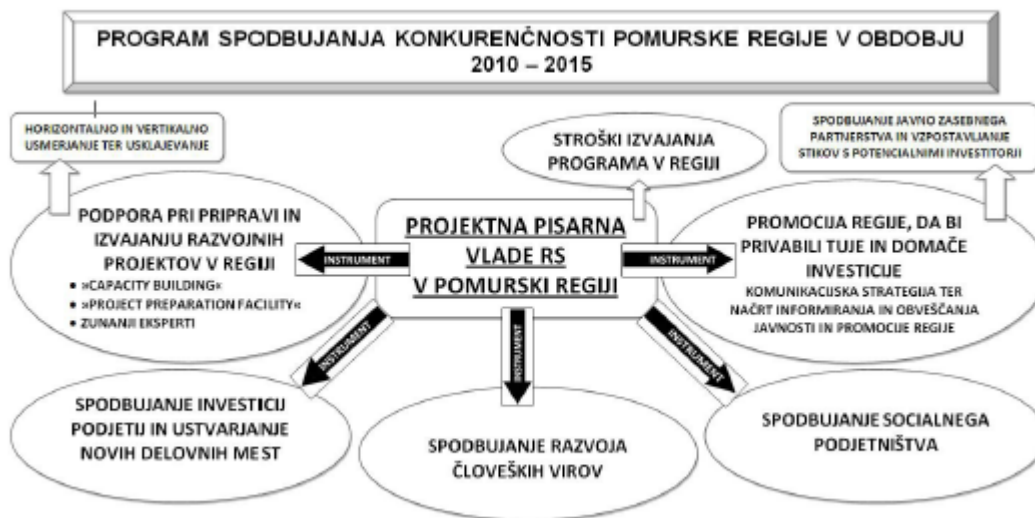 PROGRAM SPODBUJANJA KONKURENČNOSTI POMURSKE REGIJE V OBDOBJU
2010 – 2015
HORIZONTALNO IN VERTIKALNO
USMERJANJE TER USKLAJEVANJE
STROŠKI IZVAJANJA
PROGRAMA V REGIJI
SPODBUJANJE JAVNO ZASEBNEGA
PARTNERSTVA IN VZPOSTAVLJANJE
STIKOV S POTENCIALNIMI INVESTITORJI
PODPORA PRI PRIPRAVI IN
IZVAJANJU RAZVOJNIH
PROJEKTOV V REGIJI
• »CAPACITY BUILDING«
• »PROJECT PREPARATION FACILITY«
• ZUNANJI EKSPERTI
INSTRUMENT
PROJEKTNA PISARNA
VLADE RS
V POMURSKI REGIJI
INSTRUMENT
PROMOCIJA REGIJE, DA BI
PRIVABILI TUJE IN DOMAČE
INVESTICIJE
KOMUNIKACIJSKA STRATEGIJA TER
NAČRT INFORMIRANJA IN OBVEŠČANJA
JAVNOSTI IN PROMOCIJE REGIJE
INSTRUMENT
INSTRUMENT
INSTRUMENT
SPODBUJANJE INVESTICIJ
PODJETIJ IN USTVARJANJE
NOVIH DELOVNIH MEST
SPODBUJANJE RAZVOJA
ČLOVEŠKIH VIROV
SPODBUJANJE SOCIALNEGA
PODJETNIŠTVA